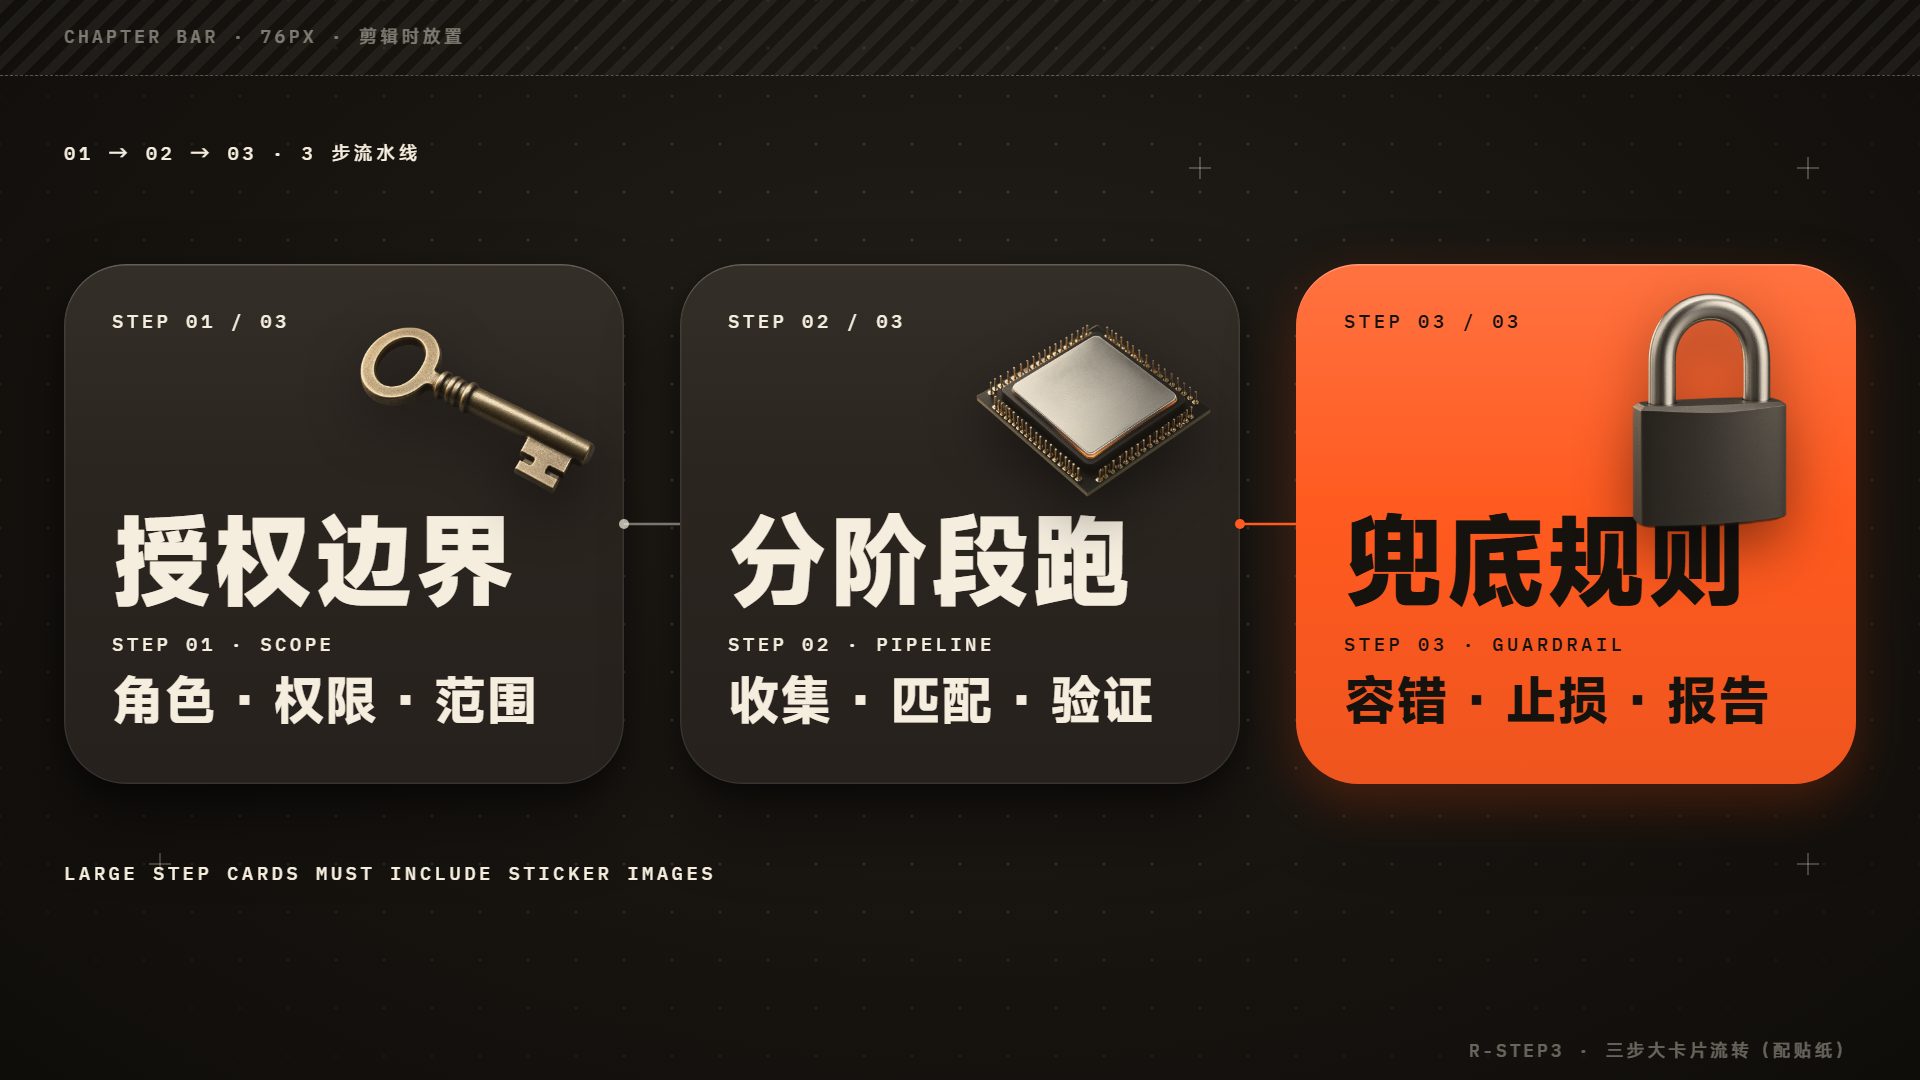 CHAPTER BAR · 76PX · 剪辑时放置
01 → 02 → 03 · 3 步流水线
STEP 01 / 03
授权边界
STEP 01 · SCOPE
角色 · 权限 · 范围
STEP 02 / 03
分阶段跑
STEP 02 · PIPELINE
收集 · 匹配 · 验证
STEP 03 / 03
兜底规则
STEP 03 · GUARDRAIL
容错 · 止损 · 报告
LARGE STEP CARDS MUST INCLUDE STICKER IMAGES
R-STEP3 · 三步大卡片流转（配贴纸）